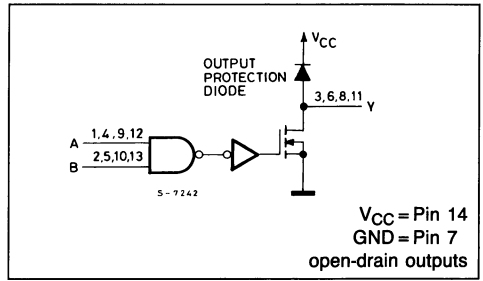 VCC
OUTPUT
PROTECTION
DIODE
3,6,8,11 Y
A 1,4,9,12
B 2,5,10,13
S-7242
VCC = Pin 14
GND = Pin 7
open-drain outputs